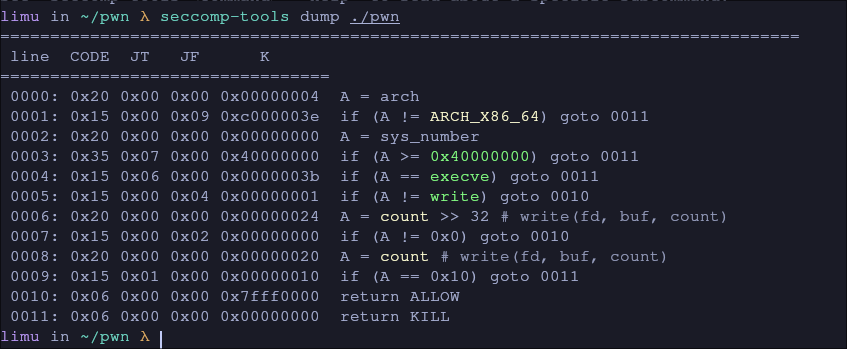 limu in ~/pwn λ seccomp-tools dump ./pwn
=============================================================================
line  CODE  JT   JF      K
=================================
0000: 0x20 0x00 0x00 0x00000004  A = arch
0001: 0x15 0x00 0x09 0xc000003e  if (A != ARCH_X86_64) goto 0011
0002: 0x20 0x00 0x00 0x00000000  A = sys_number
0003: 0x35 0x07 0x00 0x40000000  if (A >= 0x40000000) goto 0011
0004: 0x15 0x06 0x00 0x0000003b  if (A == execve) goto 0011
0005: 0x15 0x00 0x04 0x00000001  if (A != write) goto 0010
0006: 0x20 0x00 0x00 0x00000024  A = count >> 32 # write(fd, buf, count)
0007: 0x15 0x00 0x02 0x00000000  if (A != 0x0) goto 0010
0008: 0x20 0x00 0x00 0x00000020  A = count # write(fd, buf, count)
0009: 0x15 0x01 0x00 0x00000010  if (A == 0x10) goto 0011
0010: 0x06 0x00 0x00 0x7fff0000  return ALLOW
0011: 0x06 0x00 0x00 0x00000000  return KILL
limu in ~/pwn λ